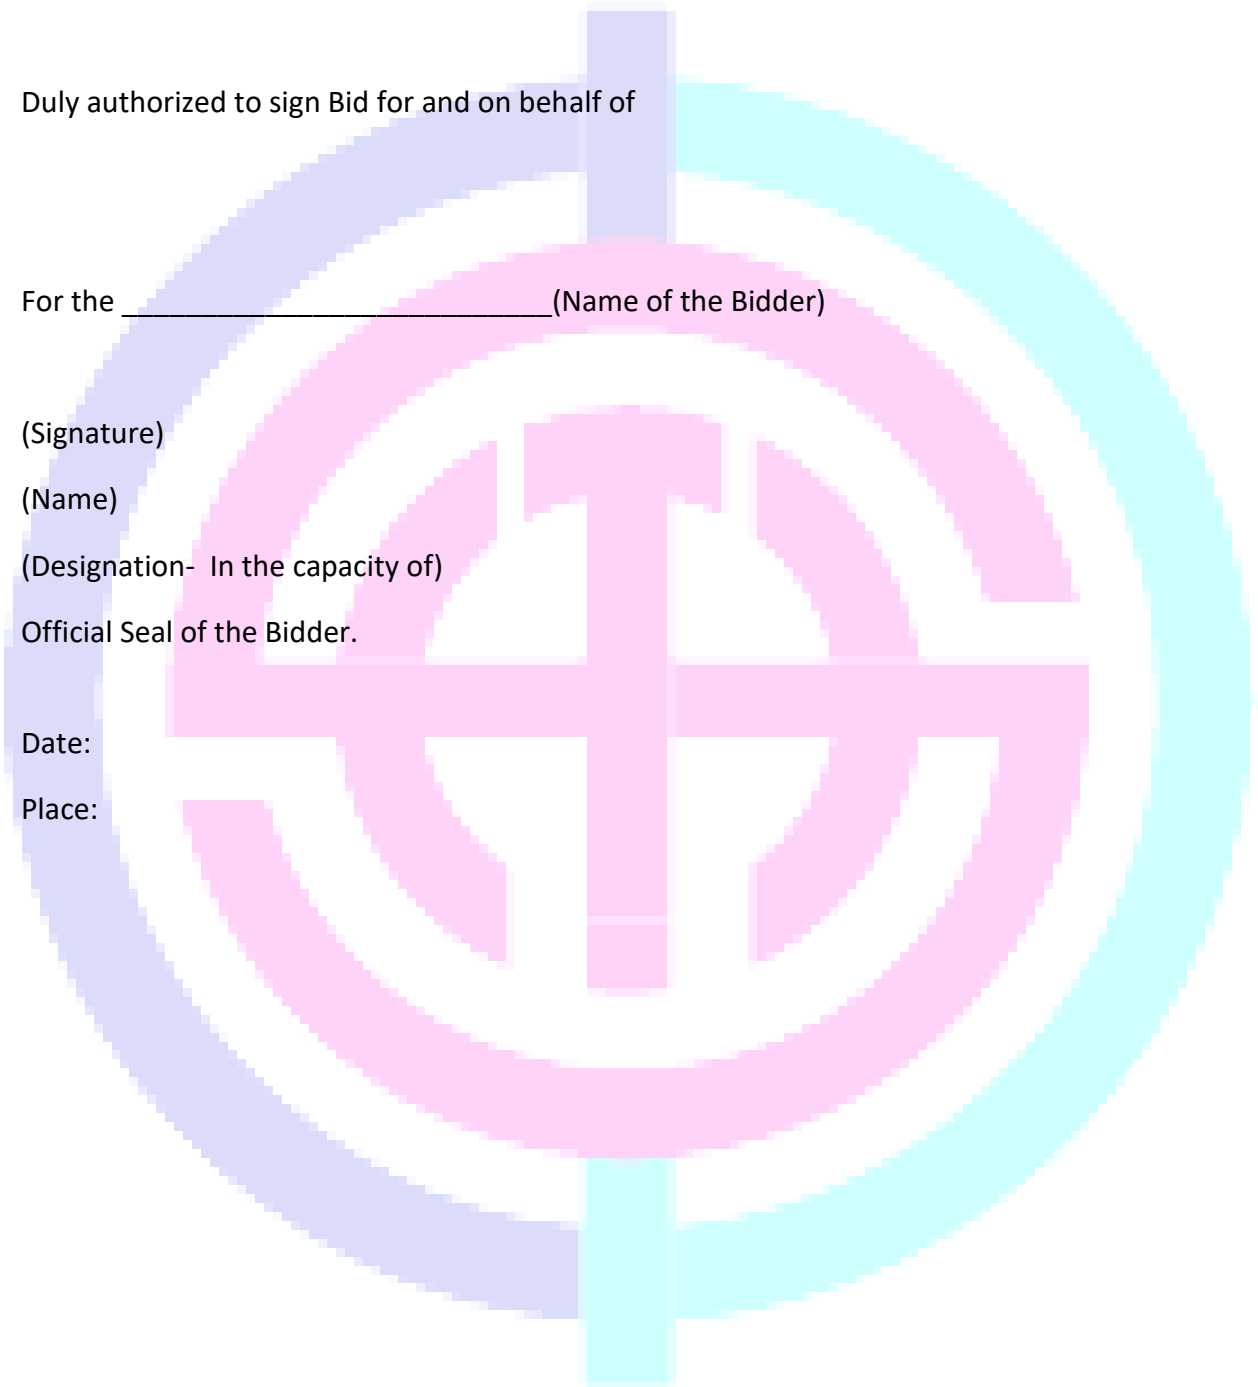 Duly authorized to sign Bid for and on behalf of
For the ___________________________(Name of the Bidder)
(Signature)
(Name)
(Designation-  In the capacity of)
Official Seal of the Bidder.
Date:
Place: